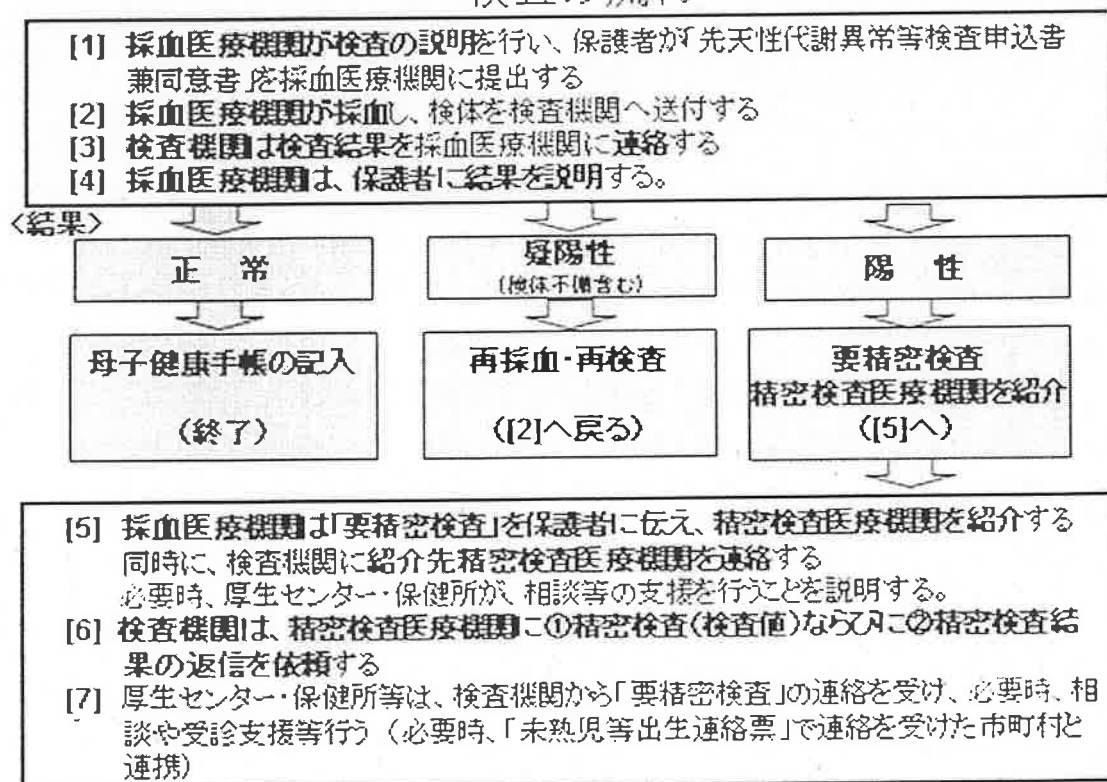 [1] 採血医療機関が検査の説明を行い、保護者が「先天性代謝異常等検査申込書
兼同意書」を採血医療機関に提出する
[2] 採血医療機関が採血し、検体を検査機関へ送付する
[3] 検査機関は検査結果を採血医療機関に連絡する
[4] 採血医療機関は、保護者に結果を説明する。
〈結果〉
正 常
疑陽性
(検体不備含む)
陽 性
母子健康手帳の記入
(終了)
再採血・再検査
([2]へ戻る)
要精密検査
精密検査医療機関を紹介
([5]へ)
[5] 採血医療機関は「要精密検査」を保護者に伝え、精密検査医療機関を紹介する
同時に、検査機関に紹介先精密検査医療機関を連絡する
必要時、厚生センター・保健所が、相談等の支援を行うことを説明する。
[6] 検査機関は、精密検査医療機関に①精密検査(検査値)ならびに②精密検査結
果の返信を依頼する
[7] 厚生センター・保健所等は、検査機関から「要精密検査」の連絡を受け、必要時、相
談や受診支援等行う (必要時、「未熟児等出生連絡票」で連絡を受けた市町村と
連携)